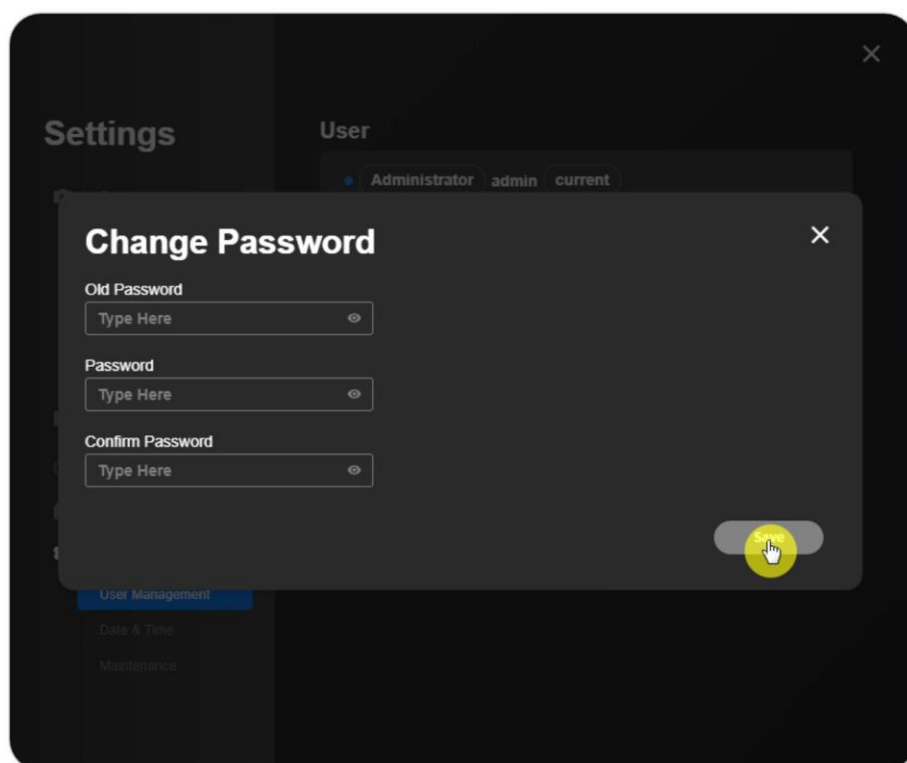 Settings
User
Administrator admin current
Change Password
Old Password
Type Here
Password
Type Here
Confirm Password
Type Here
Save
User Management
Date & Time
Maintenance